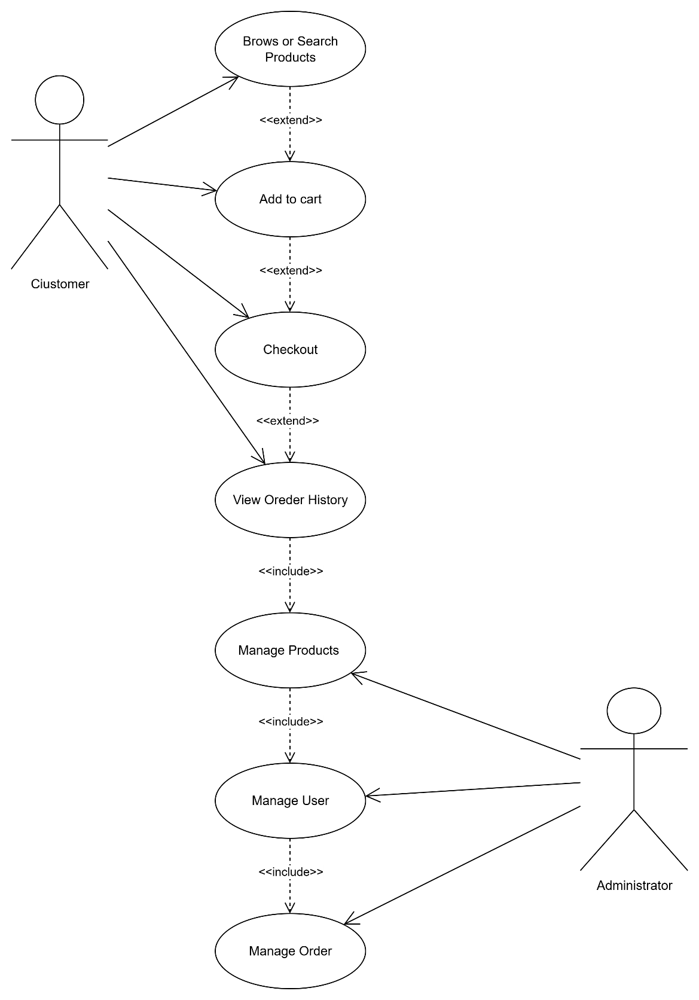 Brows or Search
Products
<<extend>>
Add to cart
<<extend>>
Ciustomer
Checkout
<<extend>>
View Oreder History
<<include>>
Manage Products
<<include>>
Manage User
<<include>>
Administrator
Manage Order